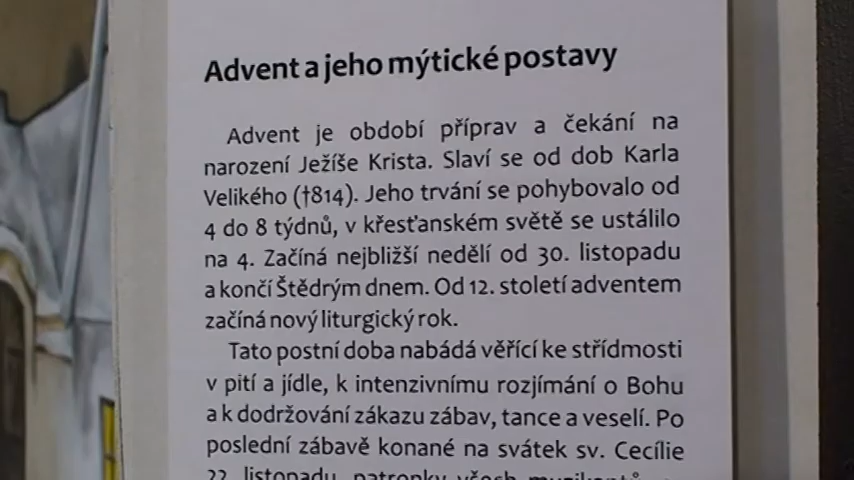 Advent a jeho mýtické postavy
Advent je období příprav a čekání na
narození Ježíše Krista. Slaví se od dob Karla
Velikého (†814). Jeho trvání se pohybovalo od
4 do 8 týdnů, v křesťanském světě se ustálilo
na 4. Začíná nejbližší nedělí od 30. listopadu
a končí Štědrým dnem. Od 12. století adventem
začíná nový liturgický rok.
Tato postní doba nabádá věřící ke střídmosti
v pití a jídle, k intenzivnímu rozjímání o Bohu
a k dodržování zákazu zábav, tance a veselí. Po
poslední zábavě konané na svátek sv. Cecílie
22. listopadu, patronky všech